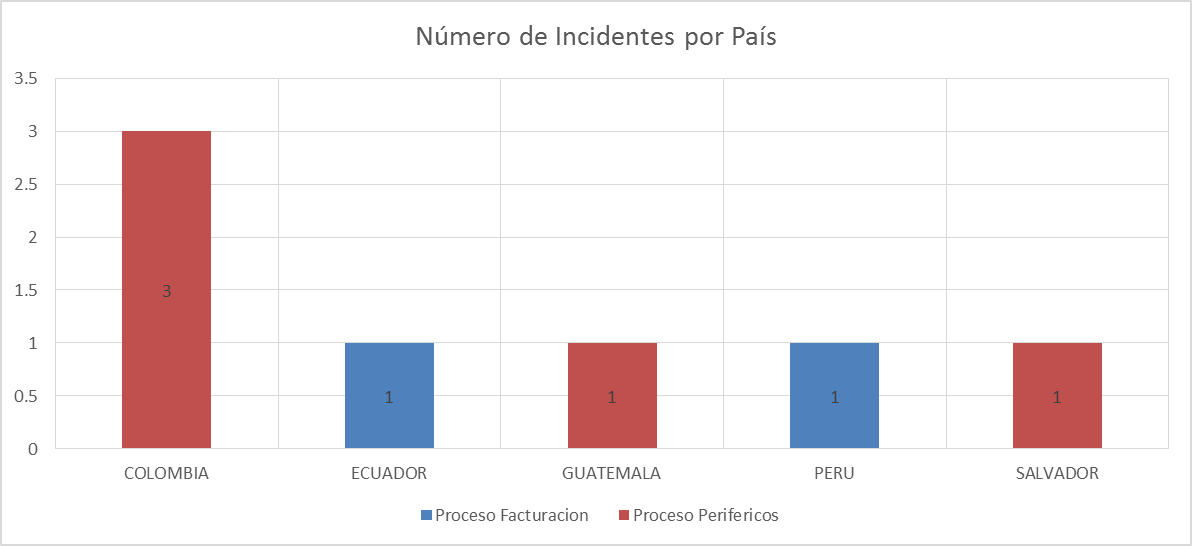 Número de Incidentes por País
3.5
3
2.5
2
1.5
1
0.5
0
3
1
1
1
1
COLOMBIA
ECUADOR
GUATEMALA
PERU
SALVADOR
Proceso Facturacion
Proceso Perifericos